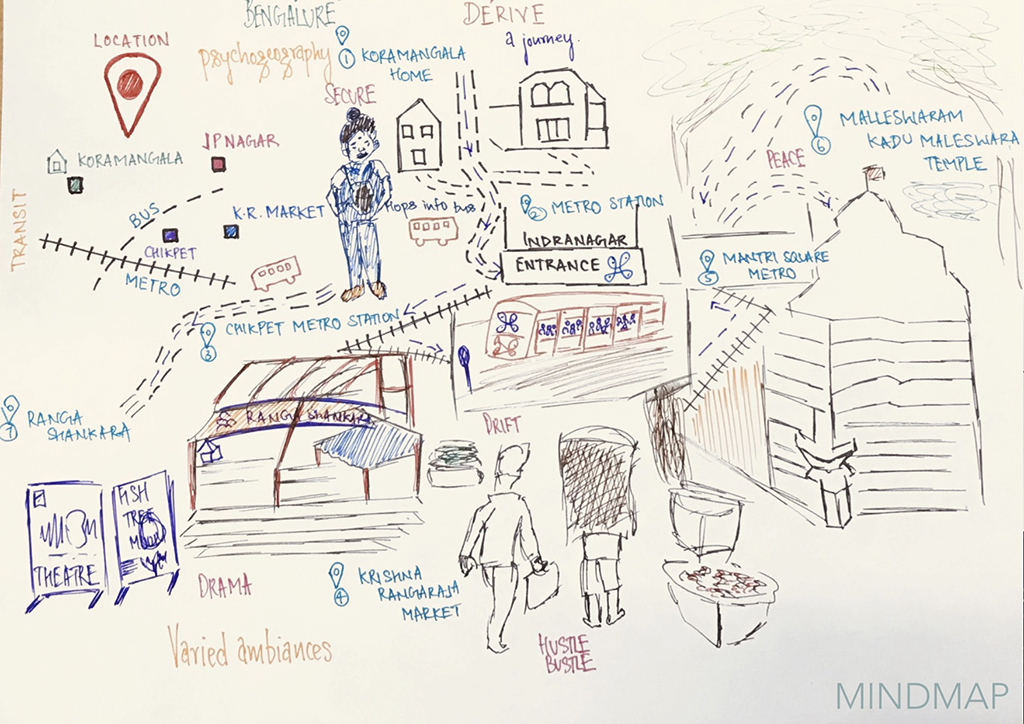 BENGALURE
DÉRIVE
a journey.
psychogeography
LOCATION
1 KORAMANGALA
HOME
SECURE
JP NAGAR
KORAMANGALA
TRANSIT
BUS
K.R. MARKET
CHIKPET
METRO
Hops into bus
2 METRO STATION
INDRANAGAR
ENTRANCE
PEACE
6 MALLESWARAM
KADU MALESWARA
TEMPLE
5 MANTRI SQUARE
METRO
3 CHIKPET METRO STATION
7 RANGA
SHANKARA
RANGA SHANKARA
DRIFT
THEATRE
FISH
TREE
MOON
DRAMA
4 KRISHNA
RANGARAJA
MARKET
HUSTLE
BUSTLE
Varied ambiances
MINDMAP